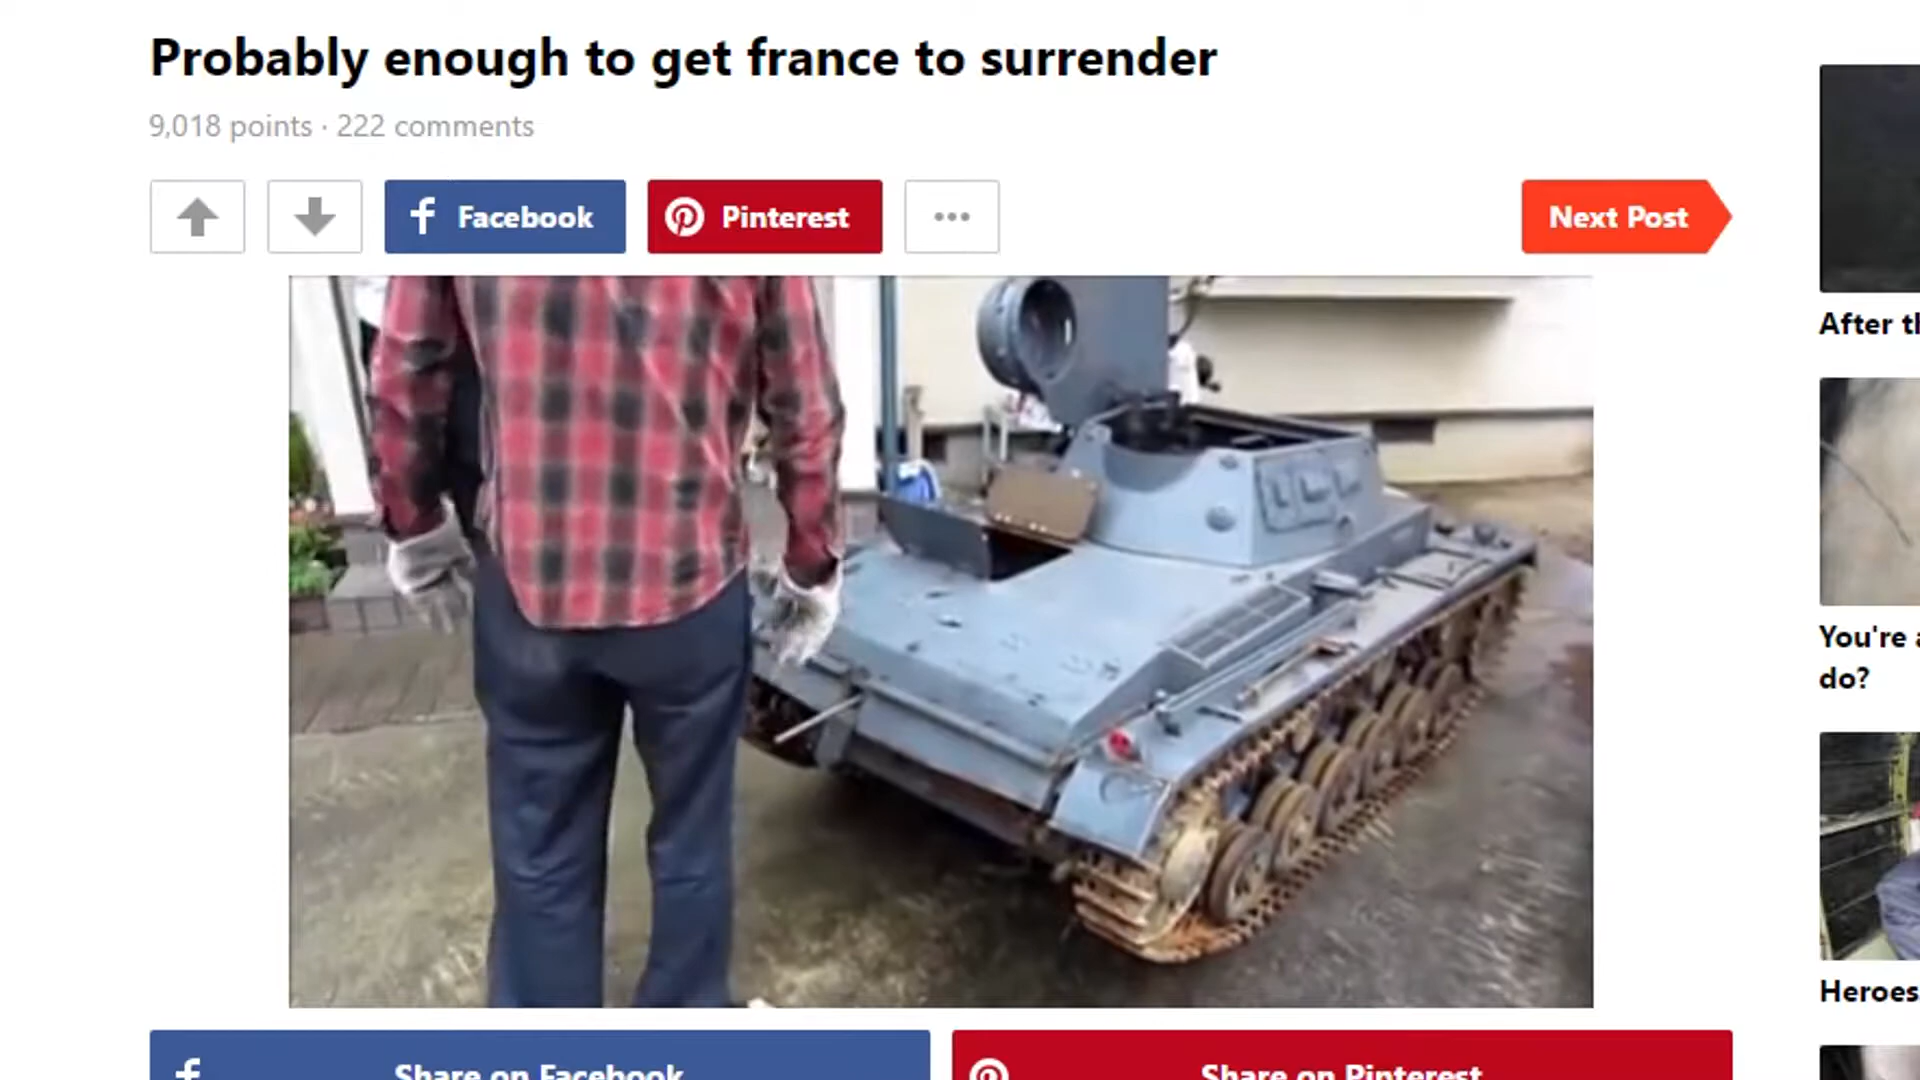 Probably enough to get france to surrender
9,018 points · 222 comments
Facebook
Pinterest
Next Post
After
You're
do?
Heroes
Share on Facebook
Share on Pinterest